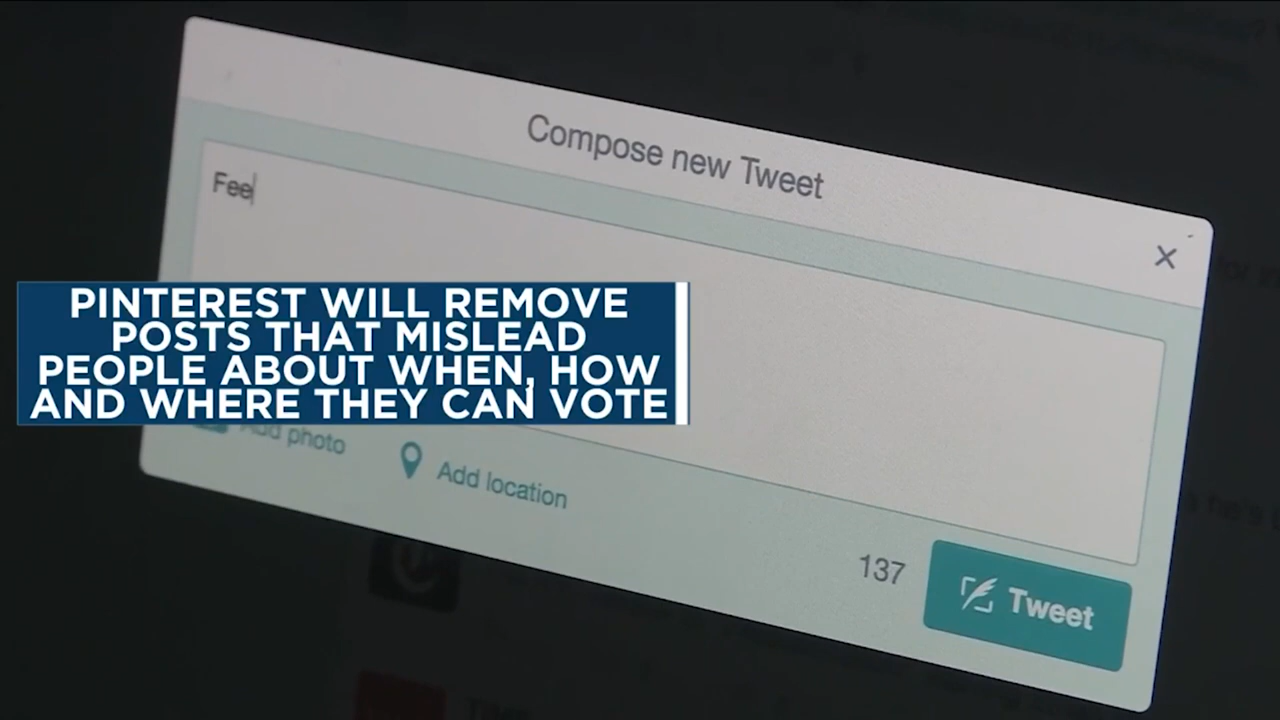 Compose new Tweet
Fee
PINTEREST WILL REMOVE
POSTS THAT MISLEAD
PEOPLE ABOUT WHEN, HOW
AND WHERE THEY CAN VOTE
Add photo
Add location
137
Tweet